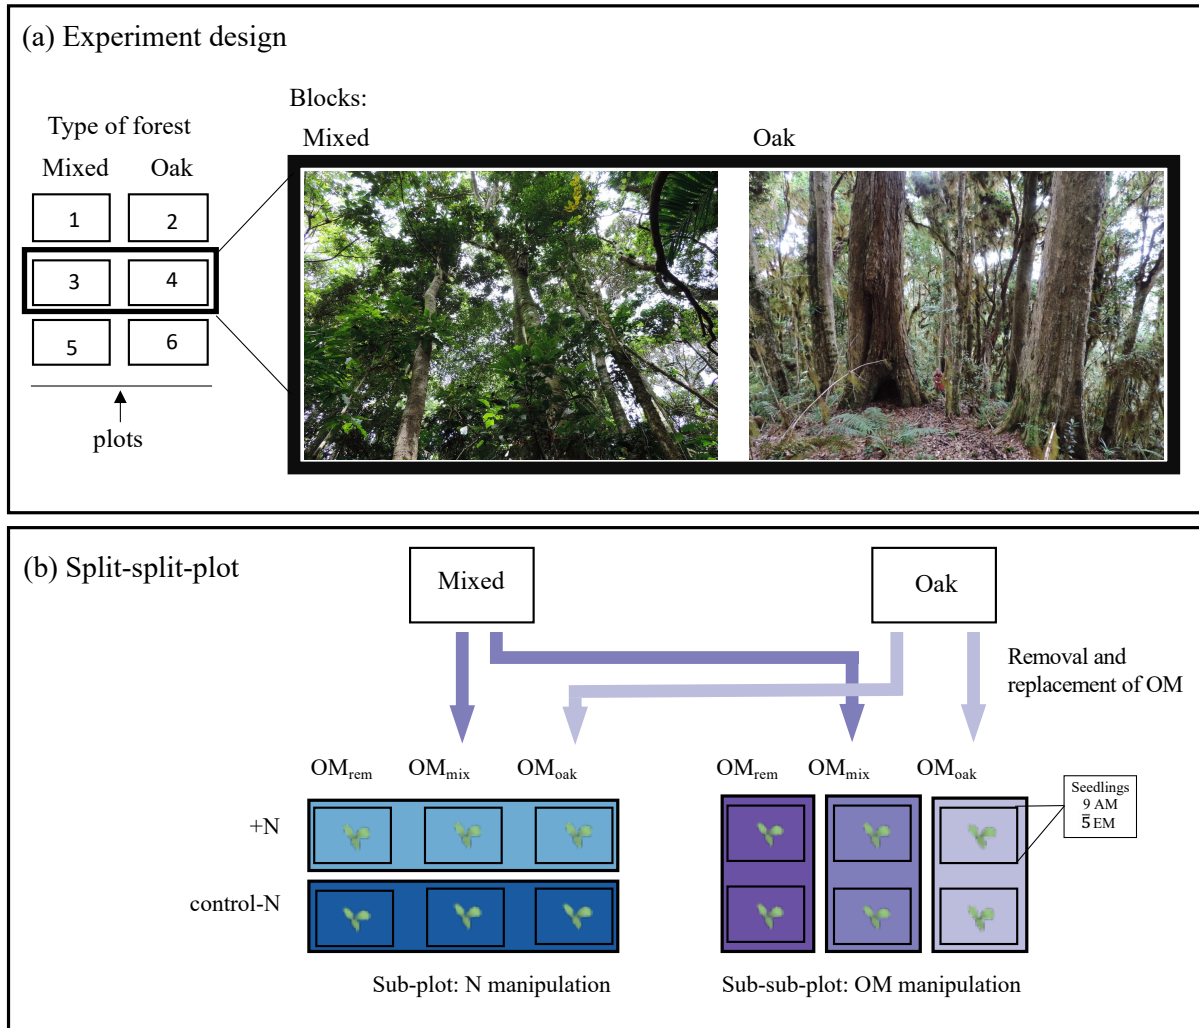 (a) Experiment design
Blocks:
Type of forest
Mixed
Oak
Mixed
Oak
1
2
3
4
5
6
plots
(b) Split-split-plot
Mixed
Oak
Removal and
replacement of OM
OMrem
OMmix
OMoak
OMrem
OMmix
OMoak
Seedlings
9 AM
5̅ EM
+N
control-N
Sub-plot: N manipulation
Sub-sub-plot: OM manipulation